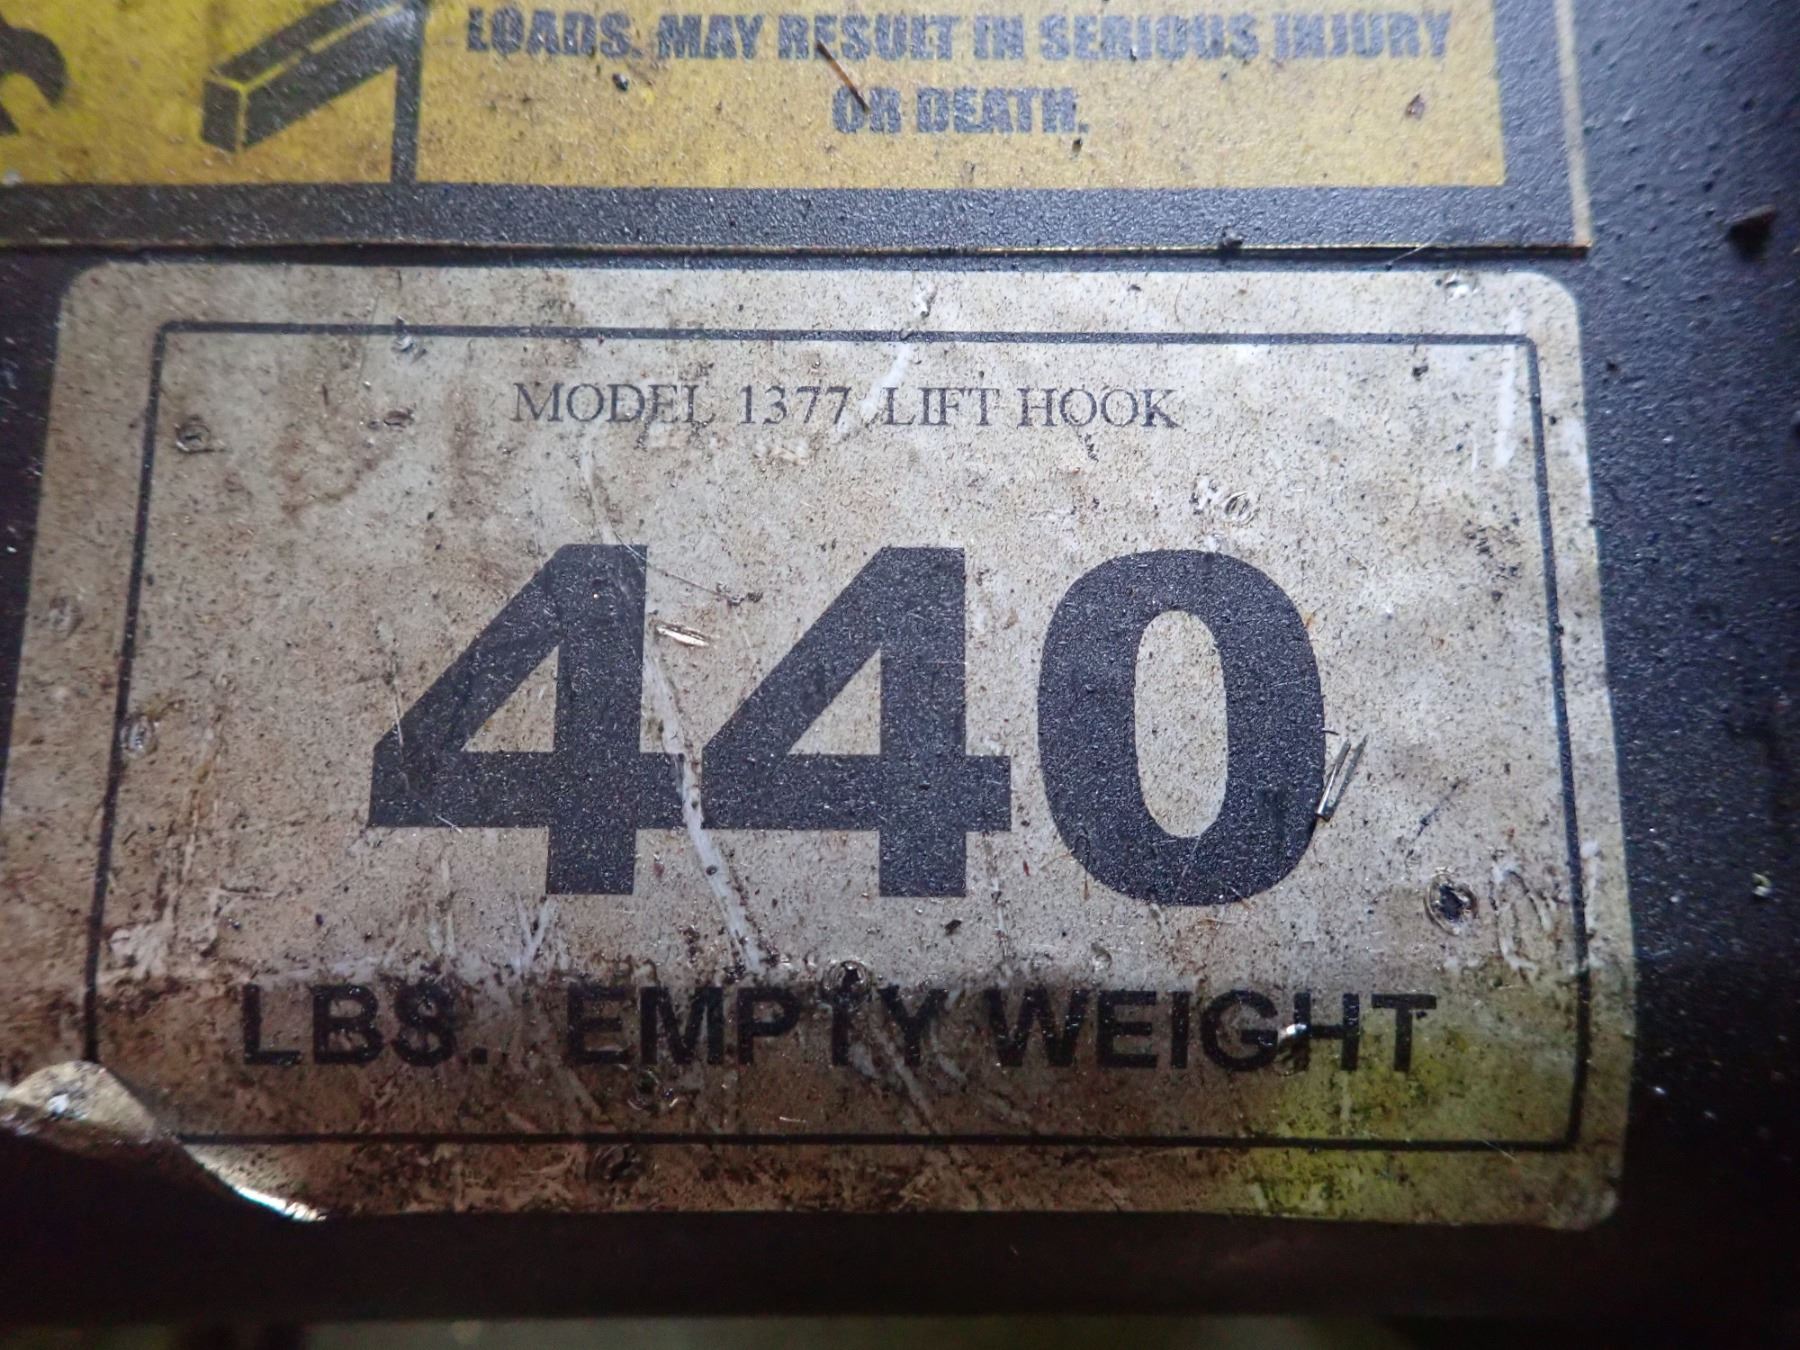 LOADS. MAY RESULT IN SERIOUS INJURY
OR DEATH.
MODEL 1377 LIFT HOOK
440
LBS. EMPTY WEIGHT